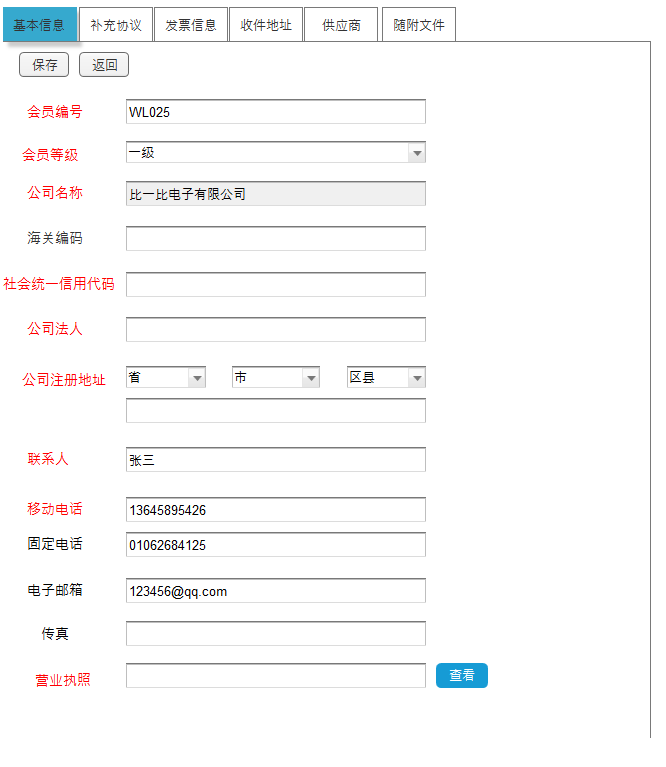 基本信息 补充协议 发票信息 收件地址 供应商 随附文件
保存 返回
会员编号 WL025
会员等级 一级
公司名称 比一比电子有限公司
海关编码
社会统一信用代码
公司法人
公司注册地址 省 市 区县
联系人 张三
移动电话 13645895426
固定电话 01062684125
电子邮箱 123456@qq.com
传真
营业执照 查看